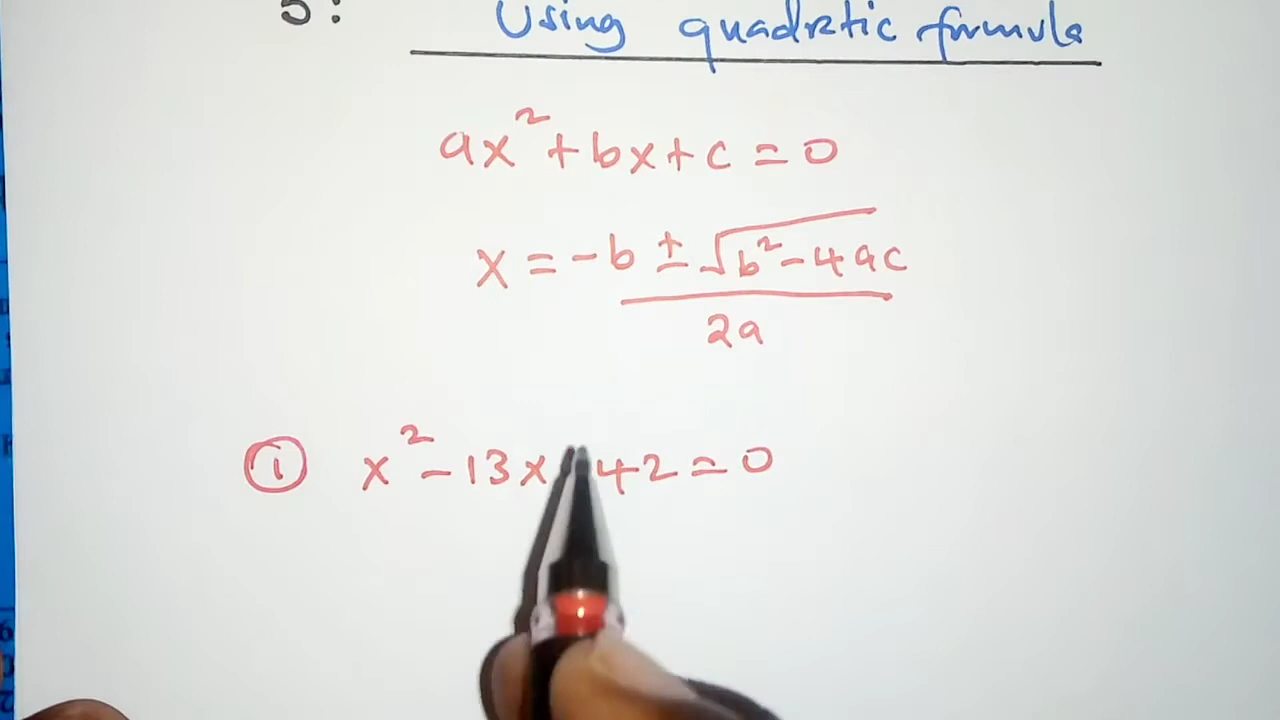 5:
Using quadratic formula
ax²+bx+c=0
x = -b ± √b²-4ac
2a
① x²-13x 42=0